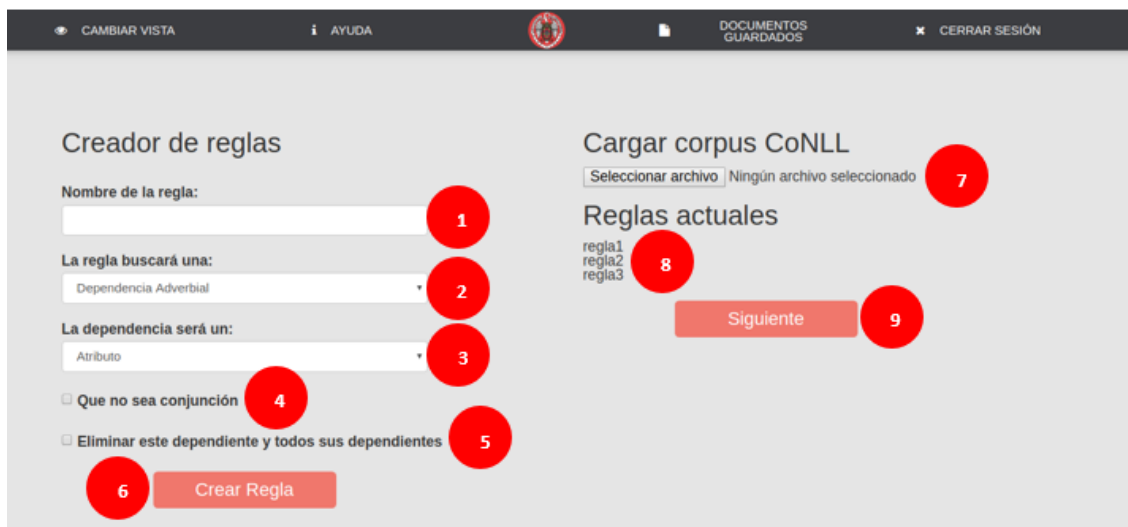 CAMBIAR VISTA
AYUDA
DOCUMENTOS
GUARDADOS
CERRAR SESIÓN
Creador de reglas
Nombre de la regla:
1
La regla buscará una:
Dependencia Adverbial
2
La dependencia será un:
Atributo
3
Que no sea conjunción
4
Eliminar este dependiente y todos sus dependientes
5
6
Crear Regla
Cargar corpus CoNLL
Seleccionar archivo Ningún archivo seleccionado
7
Reglas actuales
regla1
regla2
regla3
8
Siguiente
9